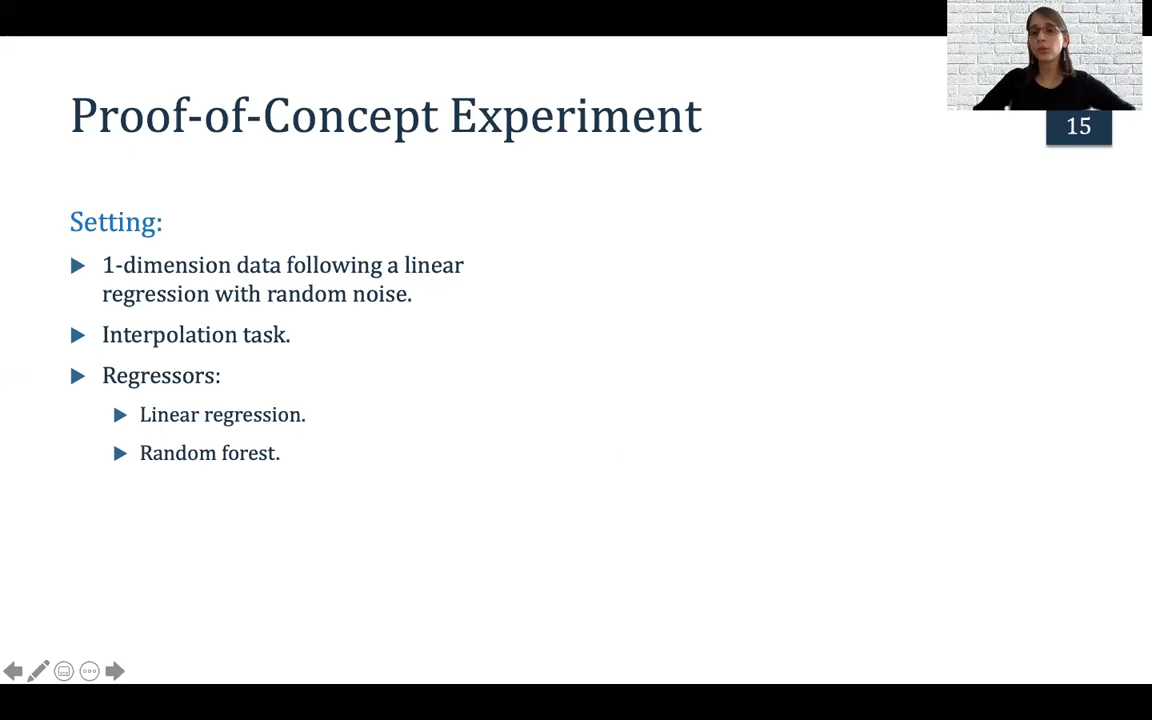 Proof-of-Concept Experiment
15
Setting:
1-dimension data following a linear
regression with random noise.
Interpolation task.
Regressors:
Linear regression.
Random forest.